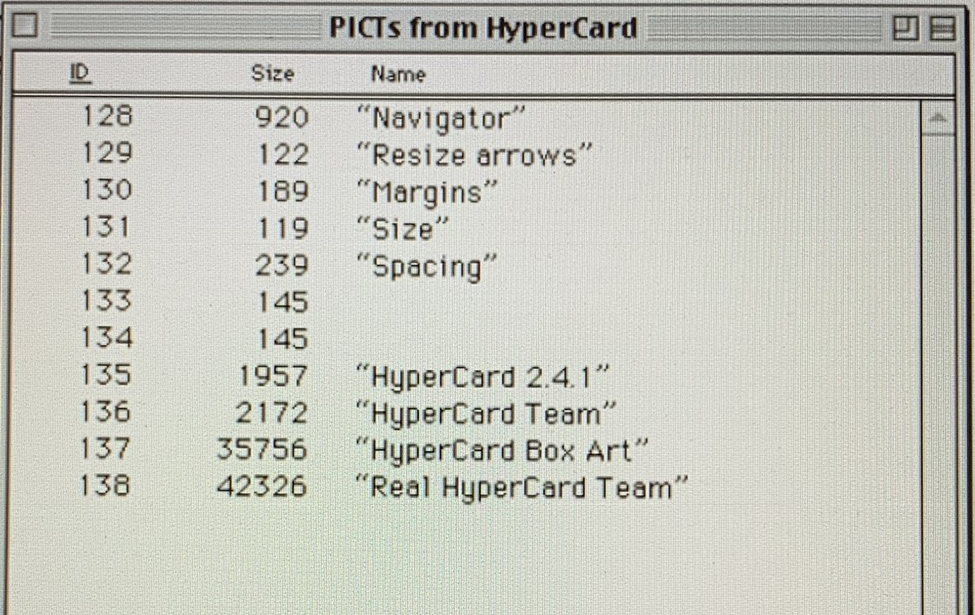 PICTs from HyperCard
ID Size Name
128 920 “Navigator”
129 122 “Resize arrows”
130 189 “Margins”
131 119 “Size”
132 239 “Spacing”
133 145
134 145
135 1957 “HyperCard 2.4.1”
136 2172 “HyperCard Team”
137 35756 “HyperCard Box Art”
138 42326 “Real HyperCard Team”